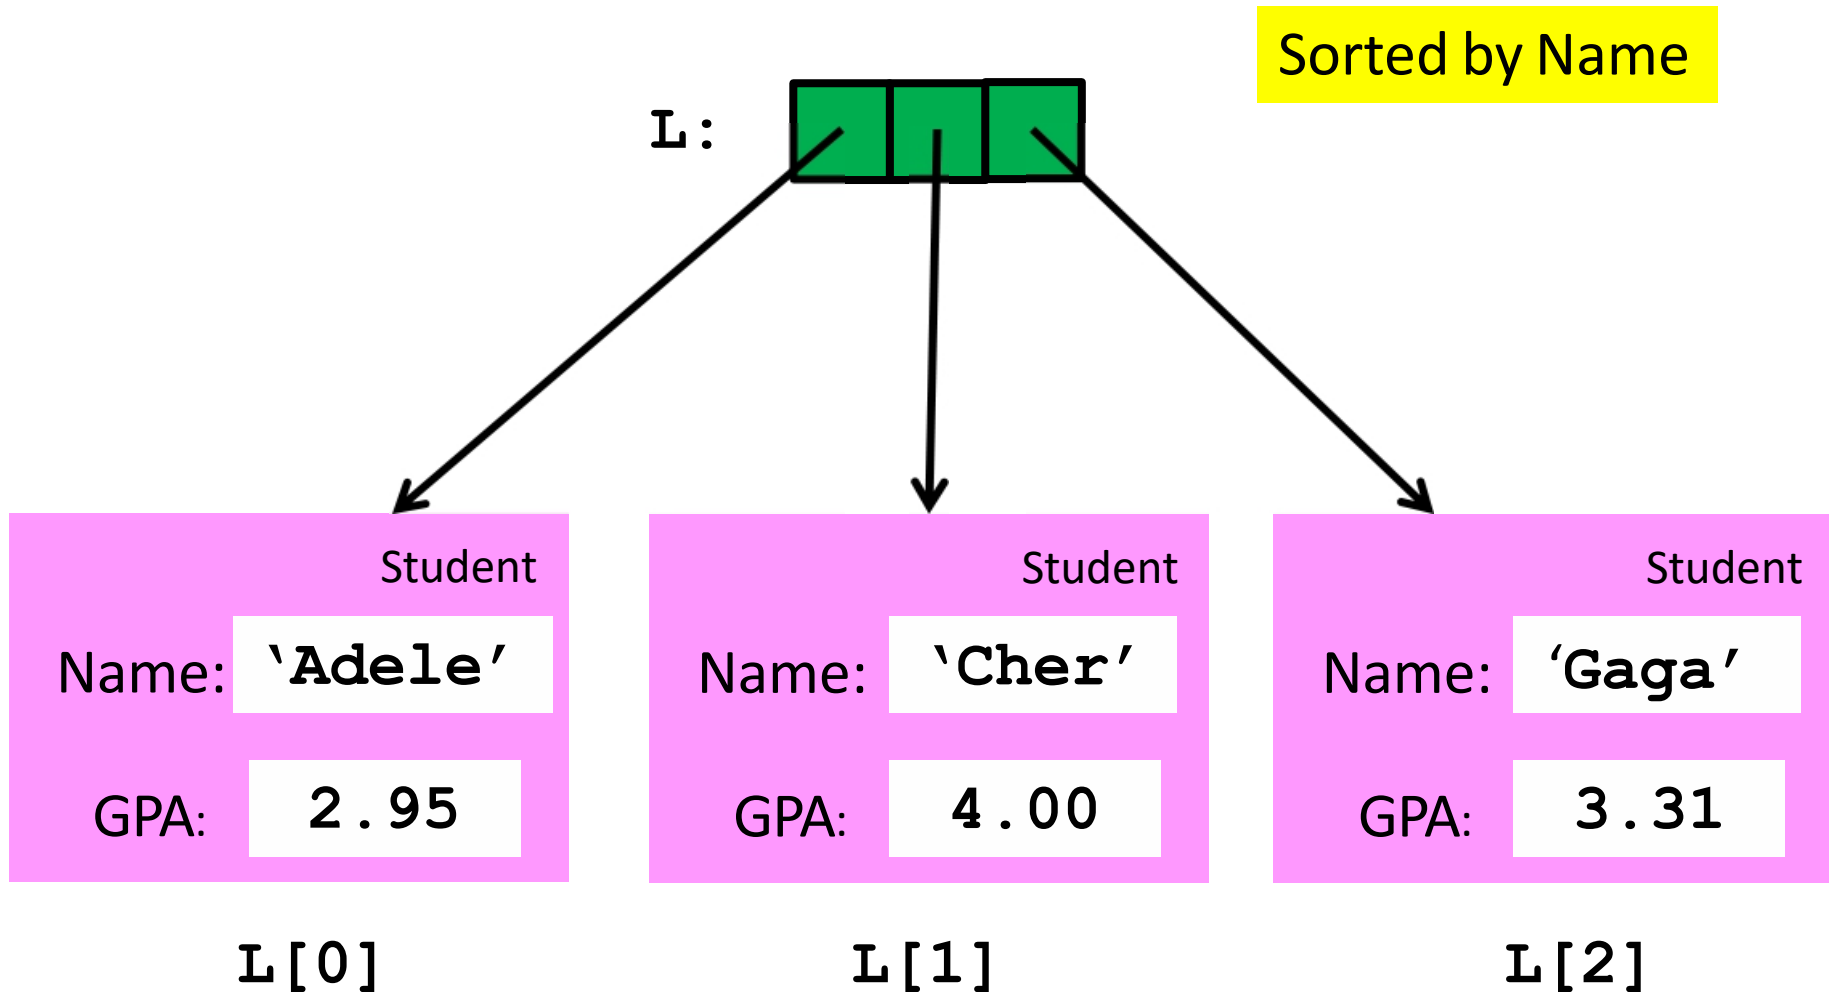 Sorted by Name
L:
Student
Name: ‘Adele’
GPA: 2.95
L[0]
Student
Name: ‘Cher’
GPA: 4.00
L[1]
Student
Name: ‘Gaga’
GPA: 3.31
L[2]